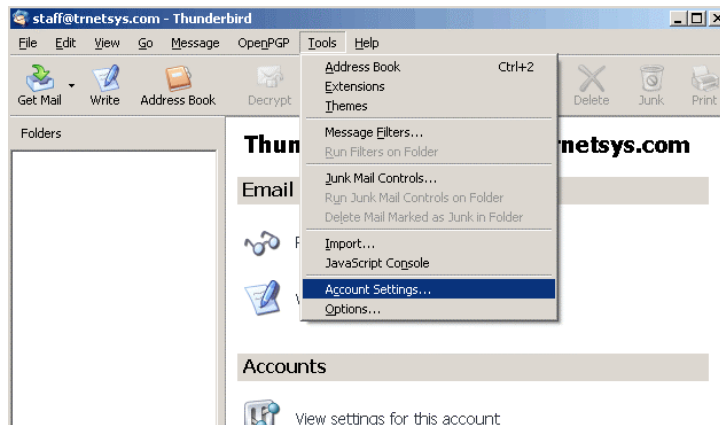 staff@trnetsys.com - Thunderbird
File Edit View Go Message OpenPGP Tools Help
Get Mail Write Address Book Decrypt Delete Junk Print
Address Book Ctrl+2
Extensions
Themes
Message Filters...
Run Filters on Folder
Junk Mail Controls...
Run Junk Mail Controls on Folder
Delete Mail Marked as Junk in Folder
Import...
JavaScript Console
Account Settings...
Options...
Folders
Thun rnetsys.com
Email
Accounts
View settings for this account